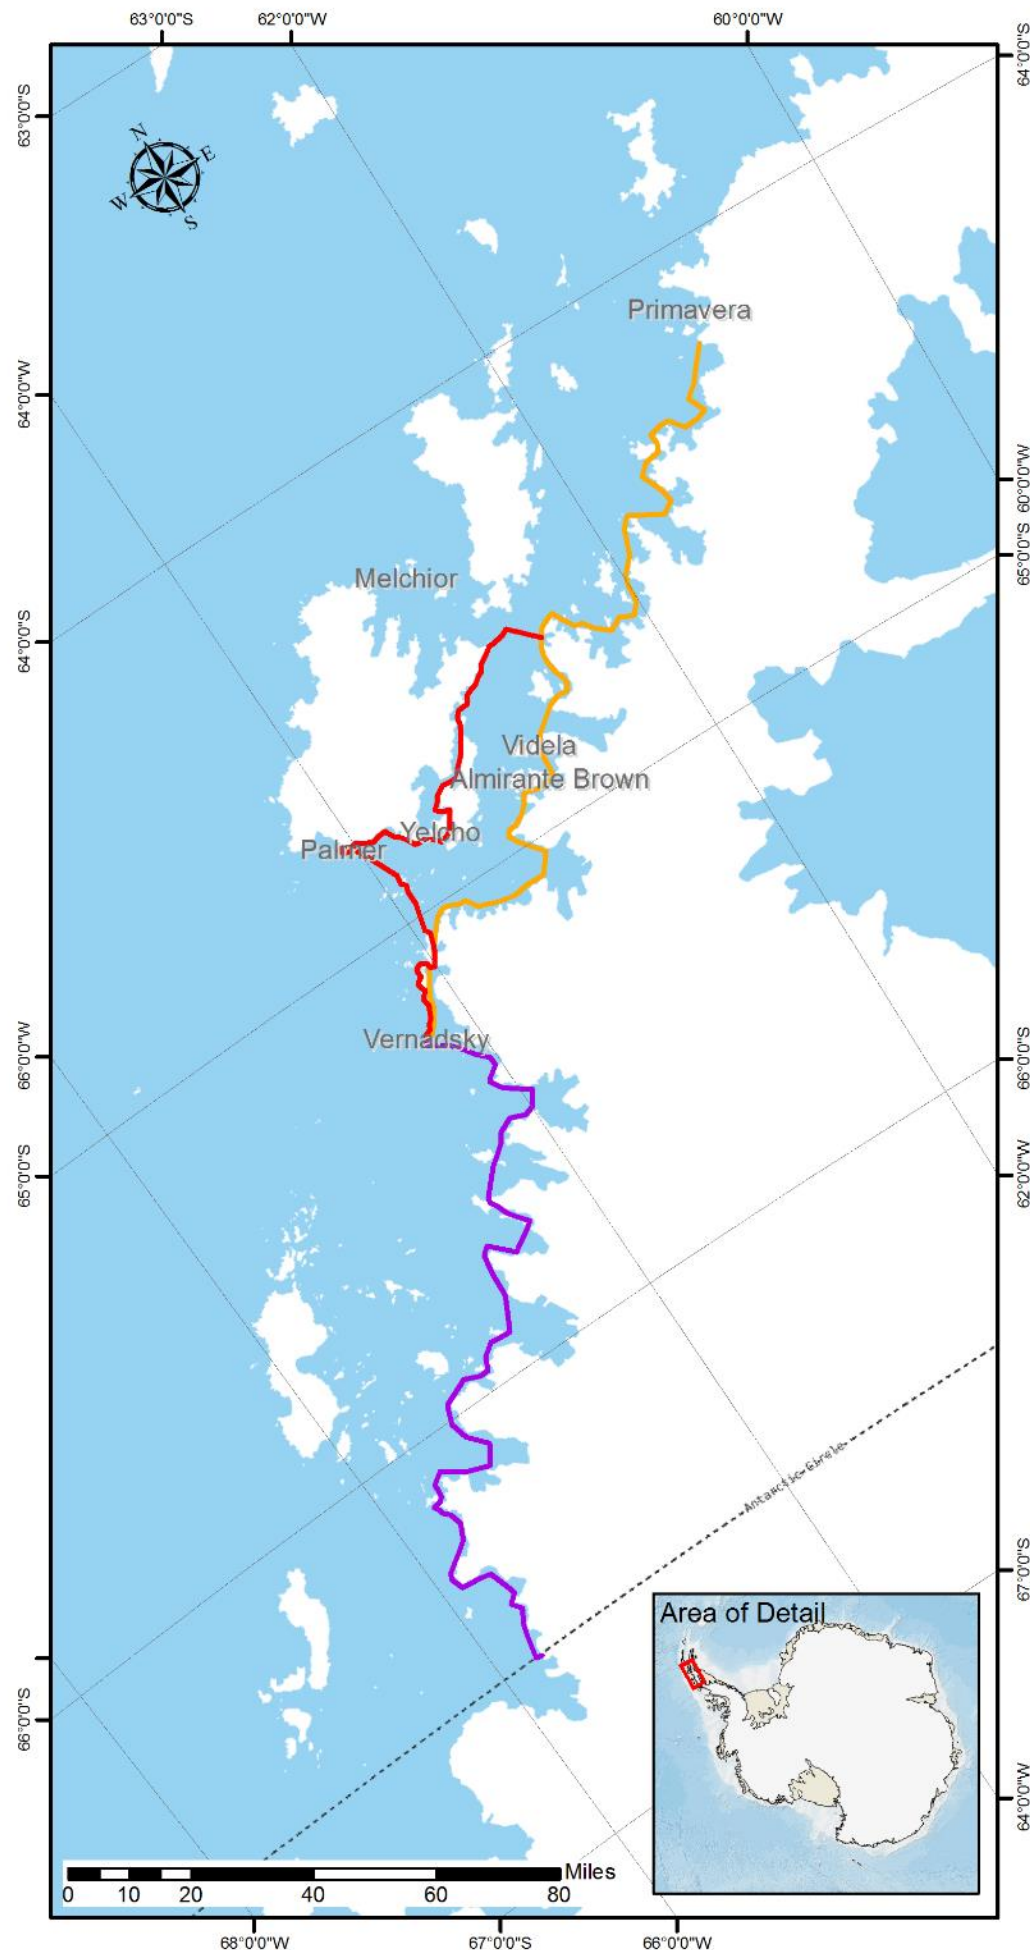 63°0'0"S
62°0'0"W
60°0'0"W
64°0'0"S
63°0'0"S
N
E
W
S
Primavera
64°0'0"W
60°0'0"W
65°0'0"S
Melchior
64°0'0"S
Videla
Almirante Brown
Yelcho
Palmer
Vernadsky
66°0'0"W
66°0'0"S
65°0'0"S
62°0'0"W
Antarctic Circle
67°0'0"S
Area of Detail
66°0'0"S
64°0'0"W
Miles
0 10 20 40 60 80
68°0'0"W
67°0'0"S
66°0'0"W